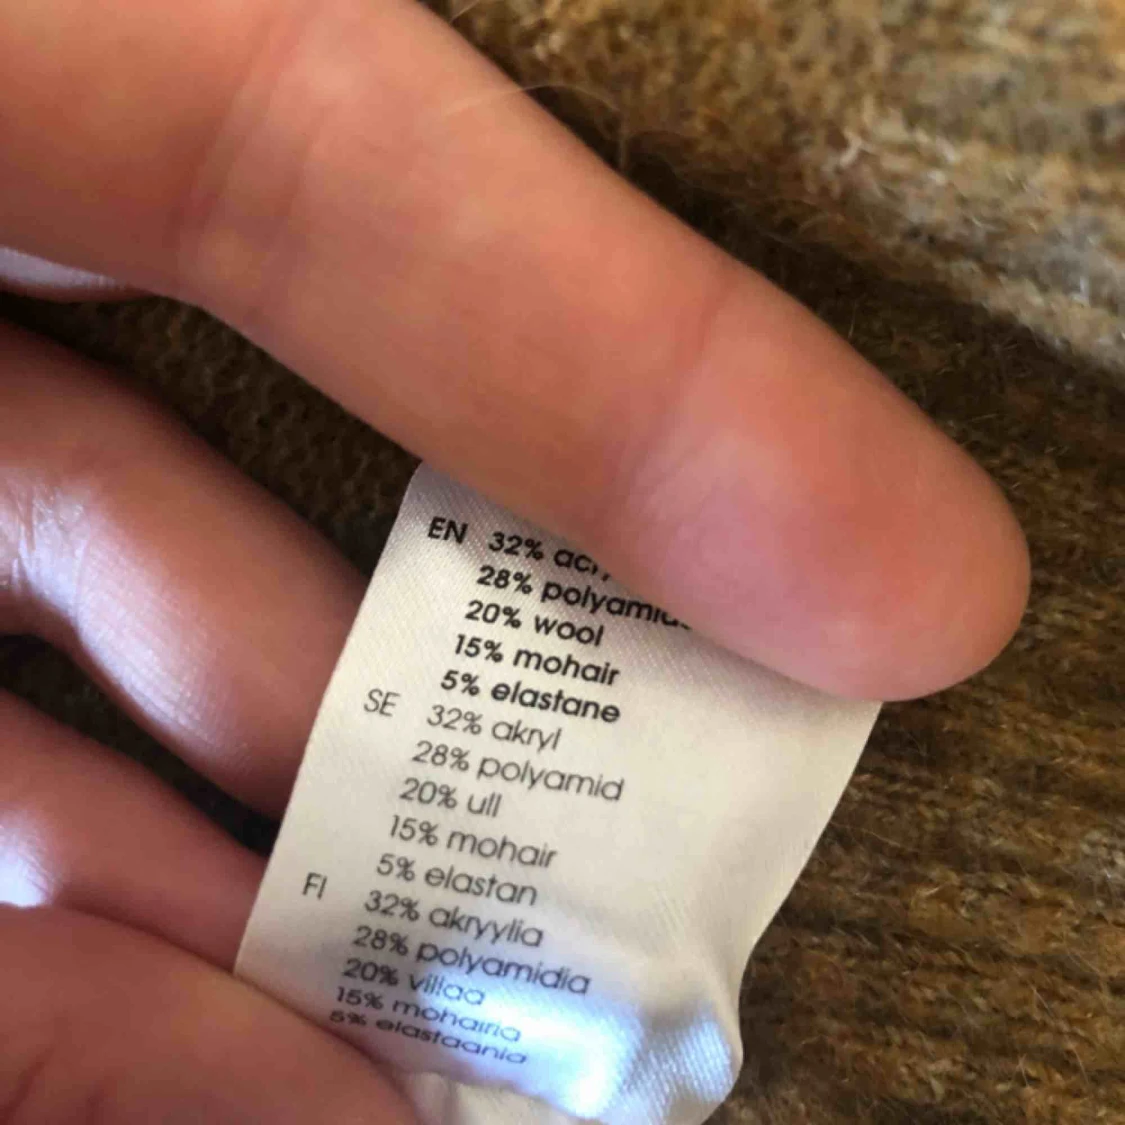 EN 32%
28%
20% wool
15% mohair
5% elastane
SE 32% akryl
28% polyamid
20% ull
15% mohair
5% elastan
FI 32% akryylia
28% polyamidia
20% villaa
15% mohairia
5% elastaania